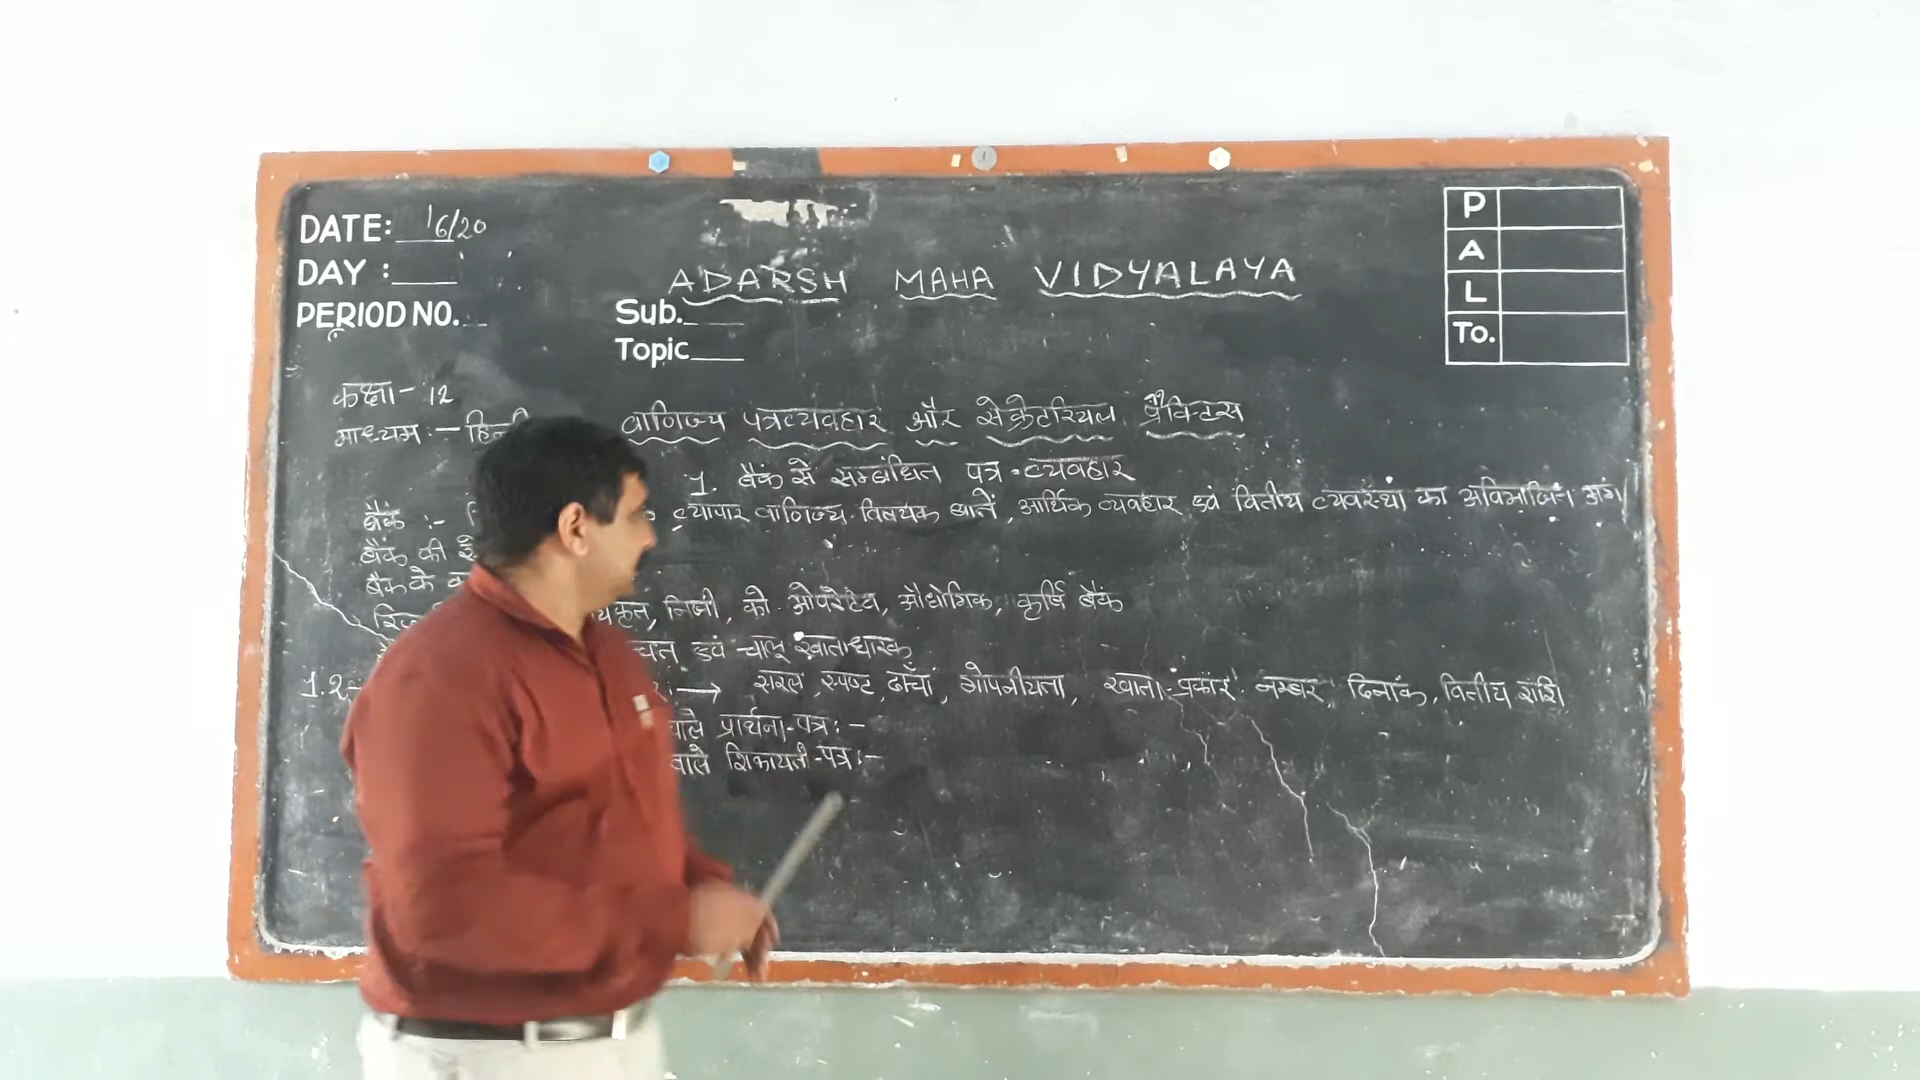 DATE: 16/20
DAY :
PERIOD NO.
P
A
L
To.
ADARSH MAHA VIDYALAYA
Sub.
Topic
कक्षा - 12
माध्यम :- हिन्दी
वाणिज्य पत्रव्यवहार और सेक्रेटरियल प्रैक्टिस
1. बैंक से सम्बंधित पत्र-व्यवहार
बैंक :- व्यापार वाणिज्य विषयक बातें, आर्थिक व्यवहार एवं वित्तीय व्यवस्था का अविभाजित अंग
बैंक की
बैंक के
निजी, को-ओपरेटिव, औद्योगिक, कृर्षि बैंक
एवं चालू खाताधारक
1.2 → सरल, स्पष्ट ढाँचा, गोपनीयता, खाता-प्रकार नम्बर दिनांक, वित्तीय राशि
वाले प्रार्थना-पत्र :-
वाले शिकायती-पत्र :-